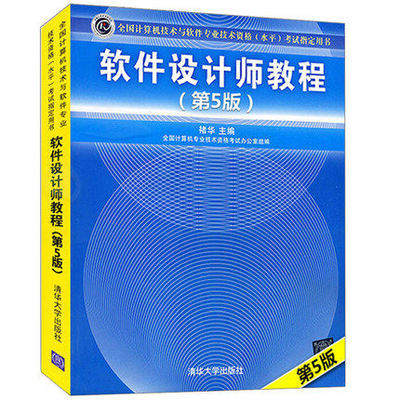 全国计算机技术与软件专业技术资格（水平）考试指定用书
软件设计师教程
（第5版）
褚华 主编
全国计算机专业技术资格考试办公室组编
清华大学出版社
第5版
全国计算机技术与软件专业
技术资格（水平）考试指定用书
软件设计师教程（第5版）
清华大学出版社